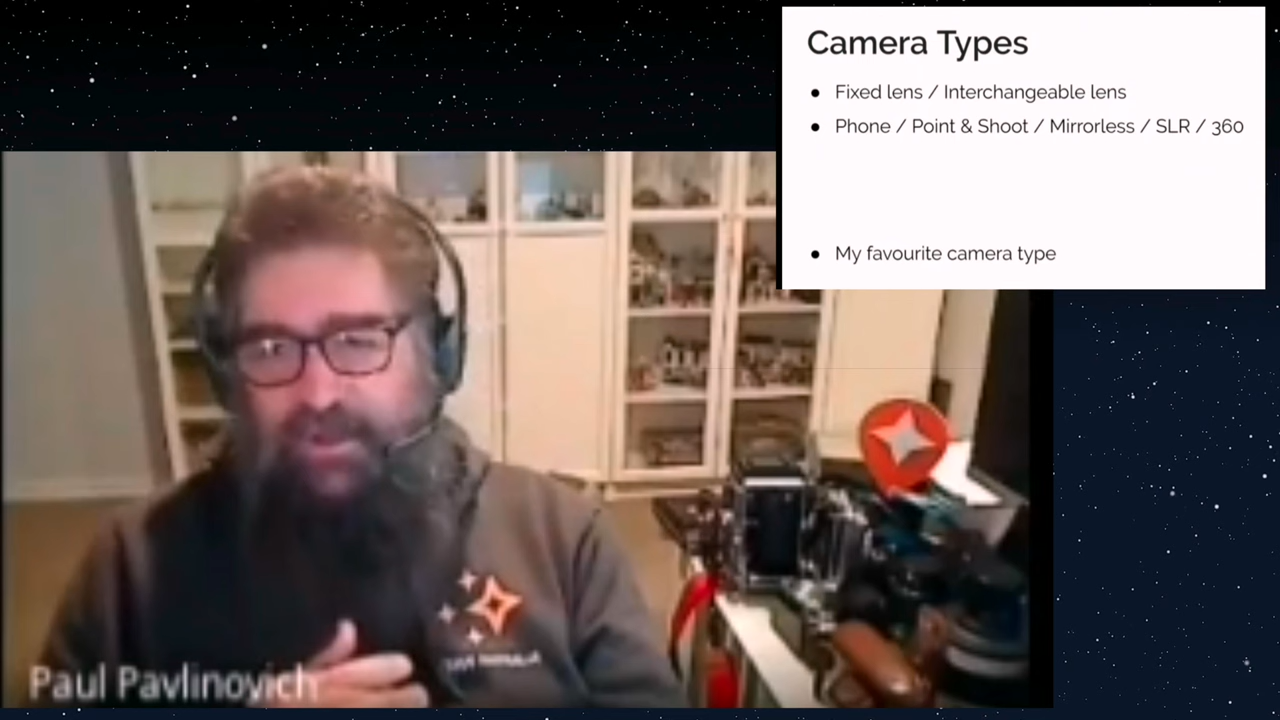 Camera Types
● Fixed lens / Interchangeable lens
● Phone / Point & Shoot / Mirrorless / SLR / 360
● My favourite camera type
Paul Pavlinovich